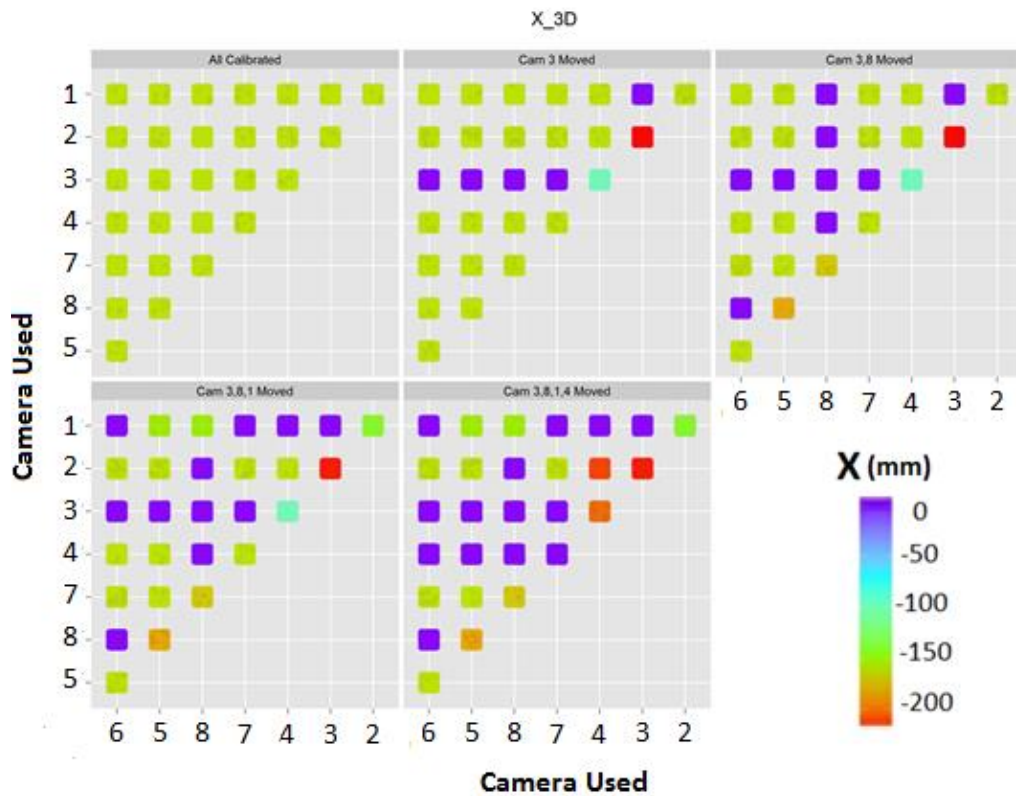 X_3D
All Calibrated
Cam 3 Moved
Cam 3,8 Moved
1
2
3
4
7
8
5
6 5 8 7 4 3 2
Cam 3,8,1 Moved
Cam 3,8,1,4 Moved
1
2
3
4
7
8
5
6 5 8 7 4 3 2
6 5 8 7 4 3 2
Camera Used
Camera Used
X (mm)
0
-50
-100
-150
-200